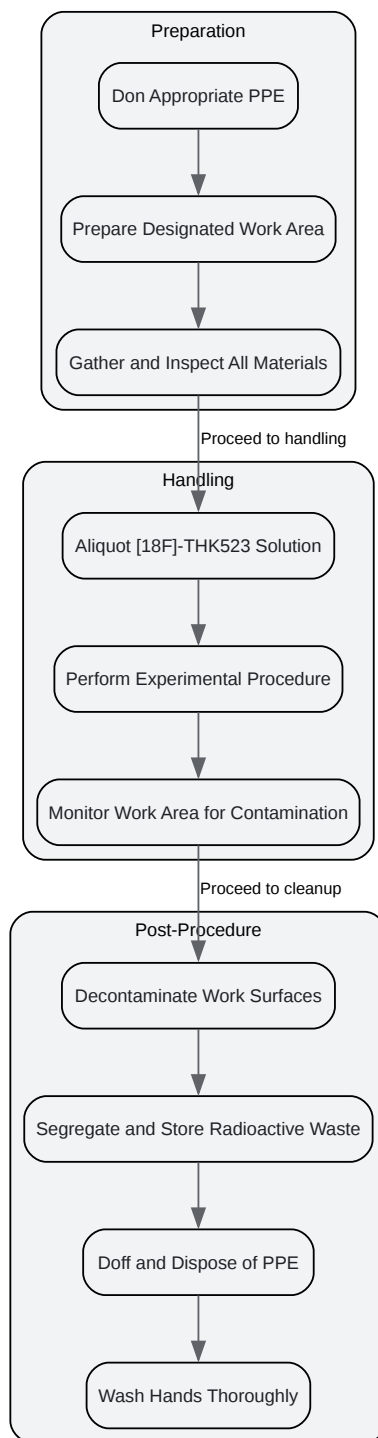 Preparation
Don Appropriate PPE
Prepare Designated Work Area
Gather and Inspect All Materials
Proceed to handling
Handling
Aliquot [18F]-THK523 Solution
Perform Experimental Procedure
Monitor Work Area for Contamination
Proceed to cleanup
Post-Procedure
Decontaminate Work Surfaces
Segregate and Store Radioactive Waste
Doff and Dispose of PPE
Wash Hands Thoroughly